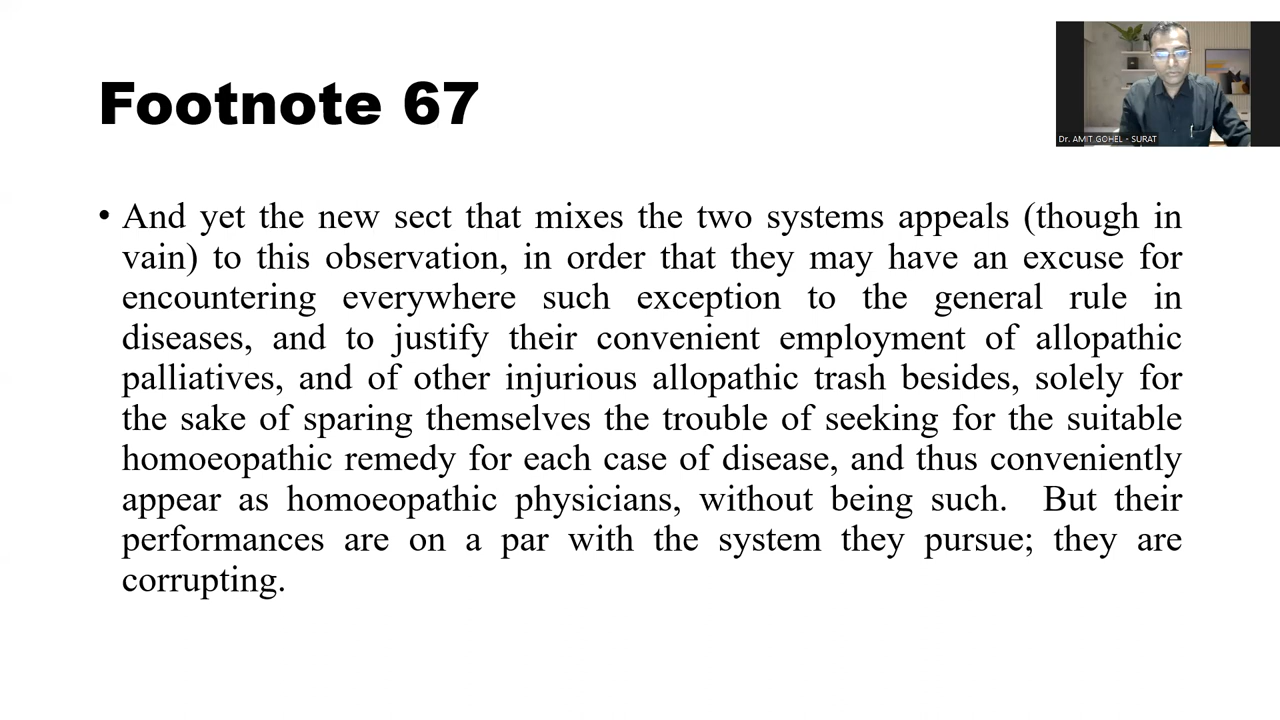 Footnote 67
Dr. AMIT GOHEL - SURAT
• And yet the new sect that mixes the two systems appeals (though in
vain) to this observation, in order that they may have an excuse for
encountering everywhere such exception to the general rule in
diseases, and to justify their convenient employment of allopathic
palliatives, and of other injurious allopathic trash besides, solely for
the sake of sparing themselves the trouble of seeking for the suitable
homoeopathic remedy for each case of disease, and thus conveniently
appear as homoeopathic physicians, without being such. But their
performances are on a par with the system they pursue; they are
corrupting.